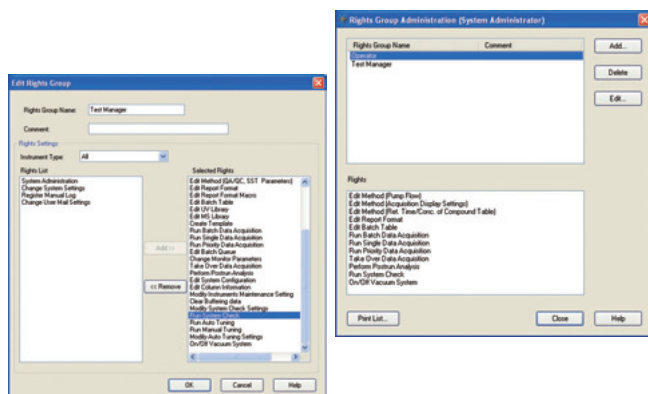 Edit Rights Group
Rights Group Name: Test Manager
Comment:
Rights Settings
Instrument Type: All
Rights List
System Administration
Change System Settings
Register Manual Log
Change User Mail Settings
Add >>
<< Remove
Selected Rights
Edit Method (QA/QC, SST Parameters)
Edit Report Format
Edit Report Format Macro
Edit Batch Table
Edit UV Library
Edit MS Library
Create Template
Run Batch Data Acquisition
Run Single Data Acquisition
Run Priority Data Acquisition
Edit Batch Queue
Change Monitor Parameters
Take Over Data Acquisition
Perform Postrun Analysis
Edit System Configuration
Edit Column Information
Modify Instruments Maintenance Setting
Clear Buffering data
Modify System Check Settings
Run System Check
Run Auto Tuning
Run Manual Tuning
Modify Auto Tuning Settings
On/Off Vacuum System
OK Cancel Help
Rights Group Administration (System Administrator)
Rights Group Name Comment
Operator
Test Manager
Add...
Delete
Edit...
Rights
Edit Method (Pump Flow)
Edit Method (Acquisition Display Settings)
Edit Method (Ret. Time/Conc. of Compound Table)
Edit Report Format
Edit Batch Table
Run Batch Data Acquisition
Run Single Data Acquisition
Run Priority Data Acquisition
Take Over Data Acquisition
Perform Postrun Analysis
Run System Check
On/Off Vacuum System
Print List... Close Help